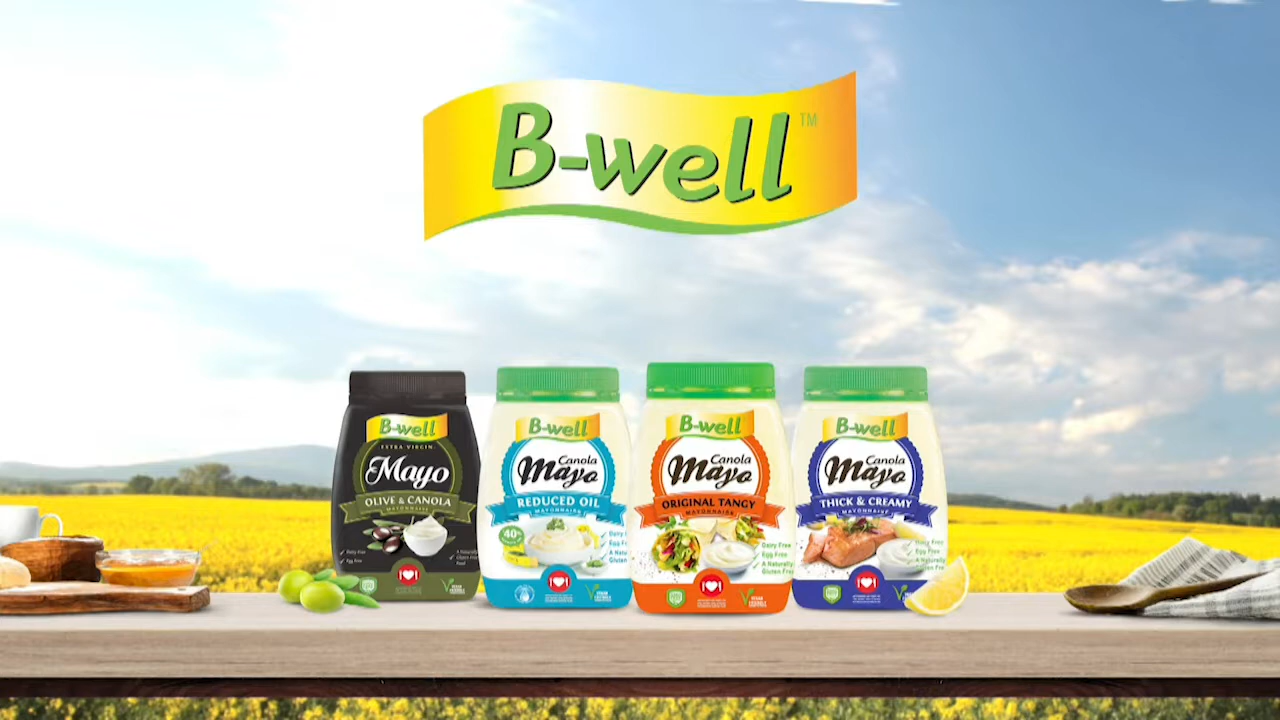 B-well™
B-well
EXTRA VIRGIN
Mayo
OLIVE & CANOLA
MAYONNAISE
Dairy Free
Egg Free
B-well
Canola
Mayo
REDUCED OIL
MAYONNAISE
40%
B-well
Canola
Mayo
ORIGINAL TANGY
MAYONNAISE
Dairy Free
Egg Free
A Naturally
Gluten Free
B-well
Canola
Mayo
THICK & CREAMY
MAYONNAISE
Dairy Free
Egg Free
A Naturally
Gluten Free